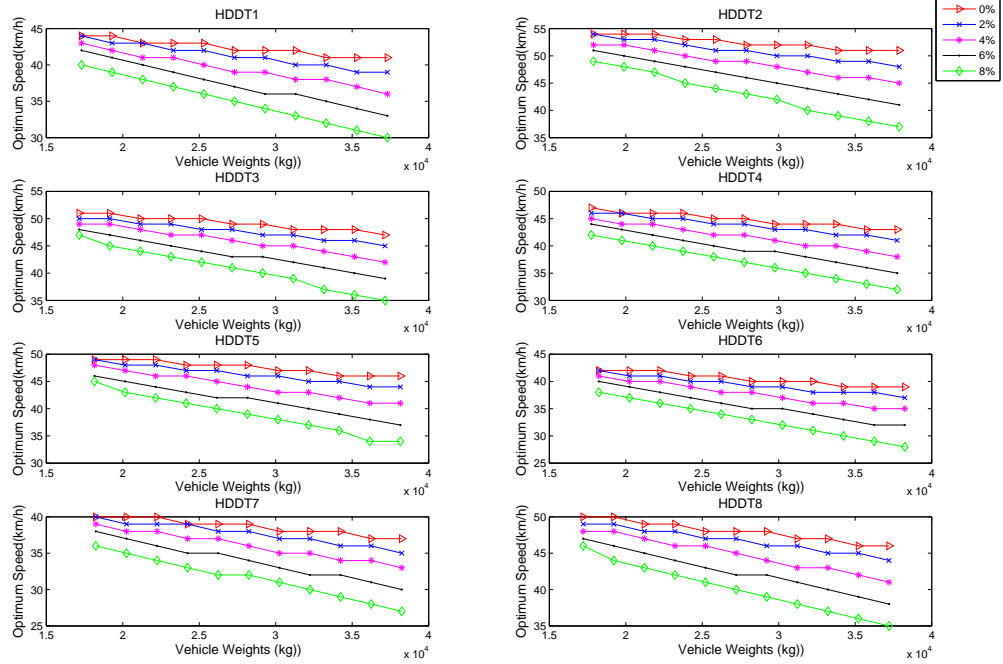 HDDT1
Optimum Speed(km/h)
45
40
35
30
1.5
2
2.5
3
3.5
4
x 10^4
Vehicle Weights (kg))
HDDT2
Optimum Speed(km/h)
55
50
45
40
35
1.5
2
2.5
3
3.5
4
x 10^4
Vehicle Weights (kg))
0%
2%
4%
6%
8%
HDDT3
Optimum Speed(km/h)
55
50
45
40
35
1.5
2
2.5
3
3.5
4
x 10^4
Vehicle Weights (kg))
HDDT4
Optimum Speed(km/h)
50
45
40
35
30
1.5
2
2.5
3
3.5
4
x 10^4
Vehicle Weights (kg))
HDDT5
Optimum Speed(km/h)
50
45
40
35
30
1.5
2
2.5
3
3.5
4
x 10^4
Vehicle Weights (kg))
HDDT6
Optimum Speed(km/h)
45
40
35
30
25
1.5
2
2.5
3
3.5
4
x 10^4
Vehicle Weights (kg))
HDDT7
Optimum Speed(km/h)
40
35
30
25
1.5
2
2.5
3
3.5
4
x 10^4
Vehicle Weights (kg))
HDDT8
Optimum Speed(km/h)
50
45
40
35
1.5
2
2.5
3
3.5
4
x 10^4
Vehicle Weights (kg))